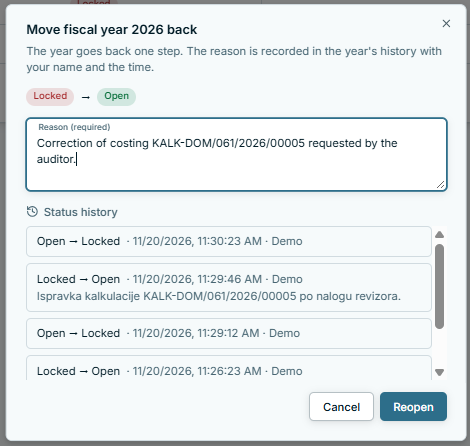 Locked
Move fiscal year 2026 back
The year goes back one step. The reason is recorded in the year's history with
your name and the time.
Locked → Open
Reason (required)
Correction of costing KALK-DOM/061/2026/00005 requested by the
auditor.
Status history
Open → Locked · 11/20/2026, 11:30:23 AM · Demo
Locked → Open · 11/20/2026, 11:29:46 AM · Demo
Ispravka kalkulacije KALK-DOM/061/2026/00005 po nalogu revizora.
Open → Locked · 11/20/2026, 11:29:12 AM · Demo
Locked → Open · 11/20/2026, 11:26:23 AM · Demo
Cancel Reopen